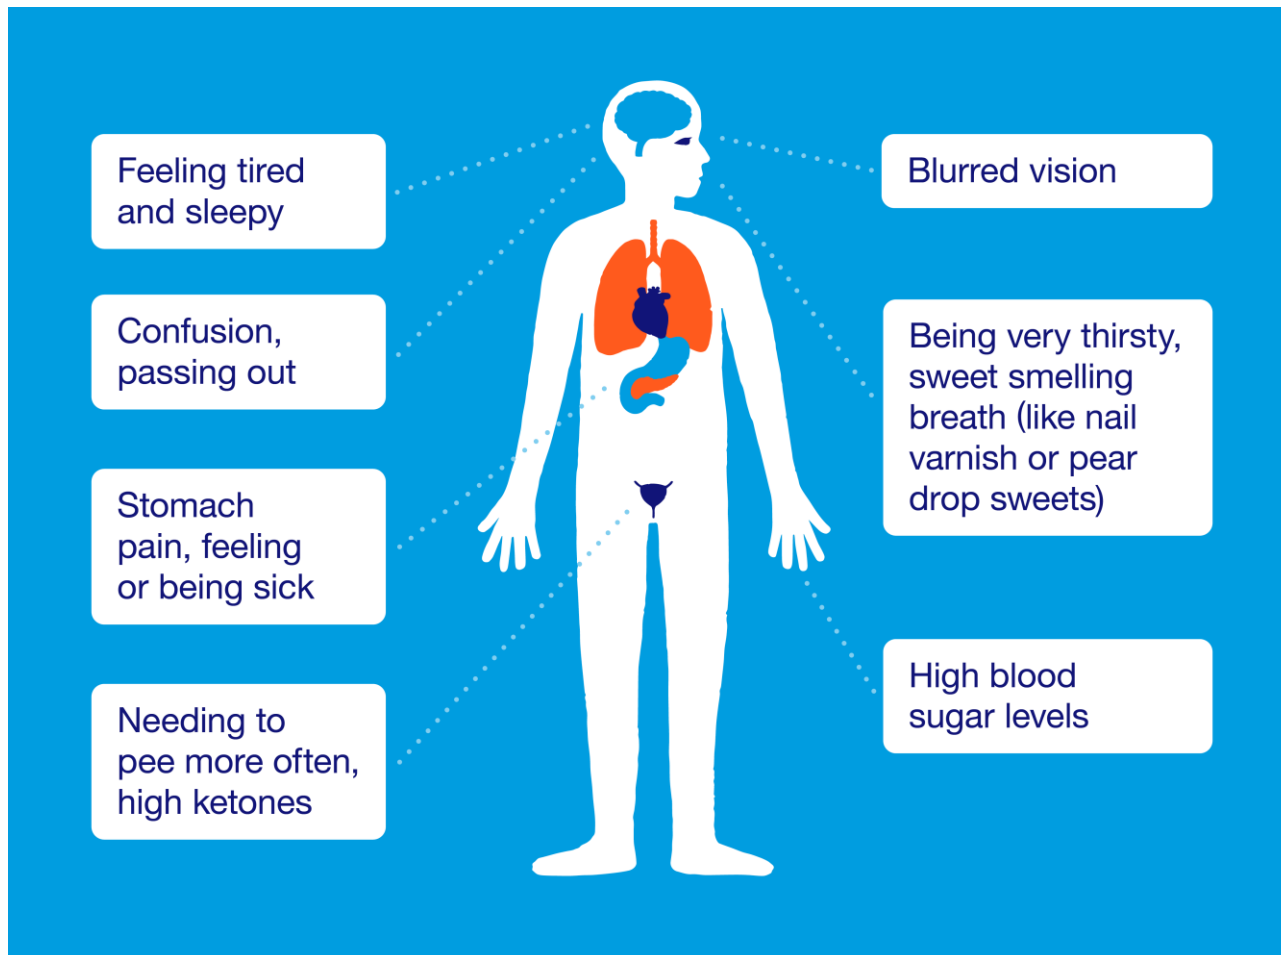 Feeling tired
and sleepy
Confusion,
passing out
Stomach
pain, feeling
or being sick
Needing to
pee more often,
high ketones
Blurred vision
Being very thirsty,
sweet smelling
breath (like nail
varnish or pear
drop sweets)
High blood
sugar levels